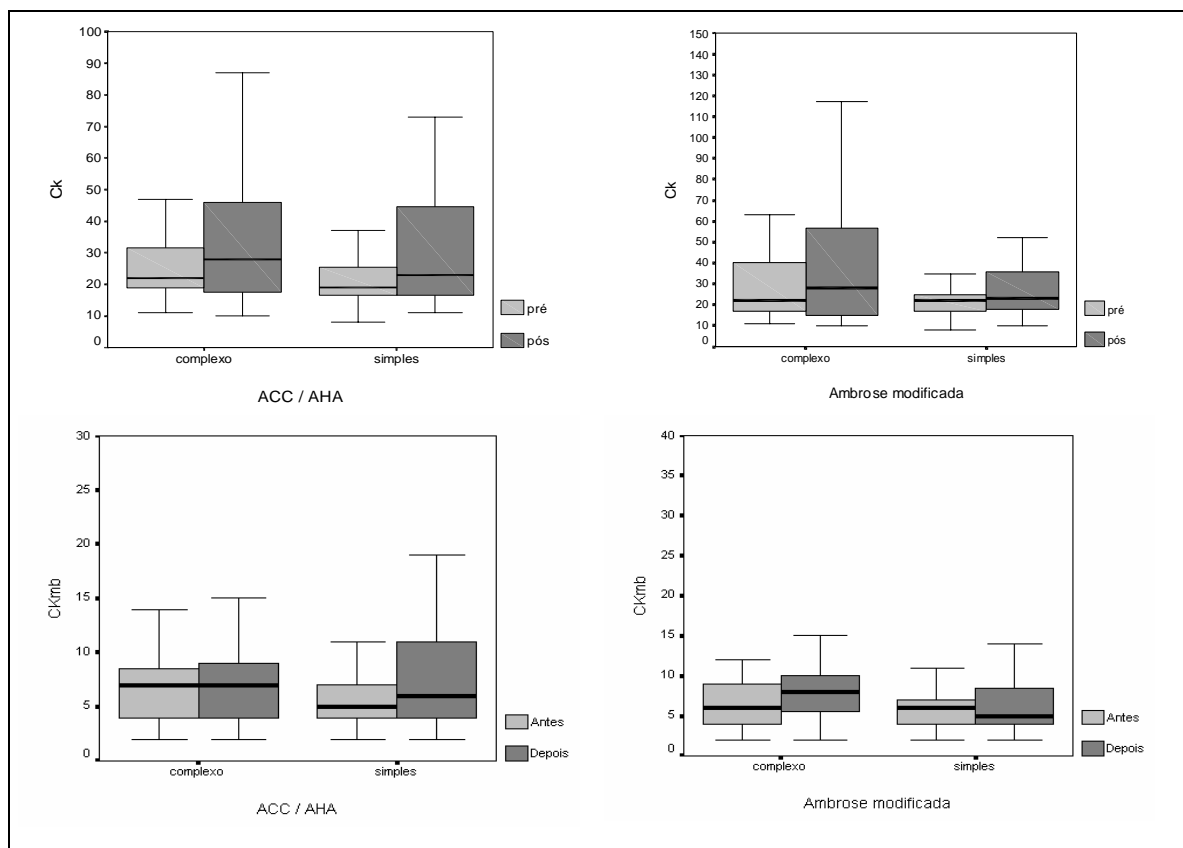 100
90
80
70
60
50
40
30
20
10
0
Ck
complexo
simples
pré
pós
ACC / AHA
150
140
130
120
110
100
90
80
70
60
50
40
30
20
10
0
Ck
complexo
simples
pré
pós
Ambrose modificada
30
25
20
15
10
5
0
CKmb
complexo
simples
Antes
Depois
ACC / AHA
40
35
30
25
20
15
10
5
0
CKmb
complexo
simples
Antes
Depois
Ambrose modificada